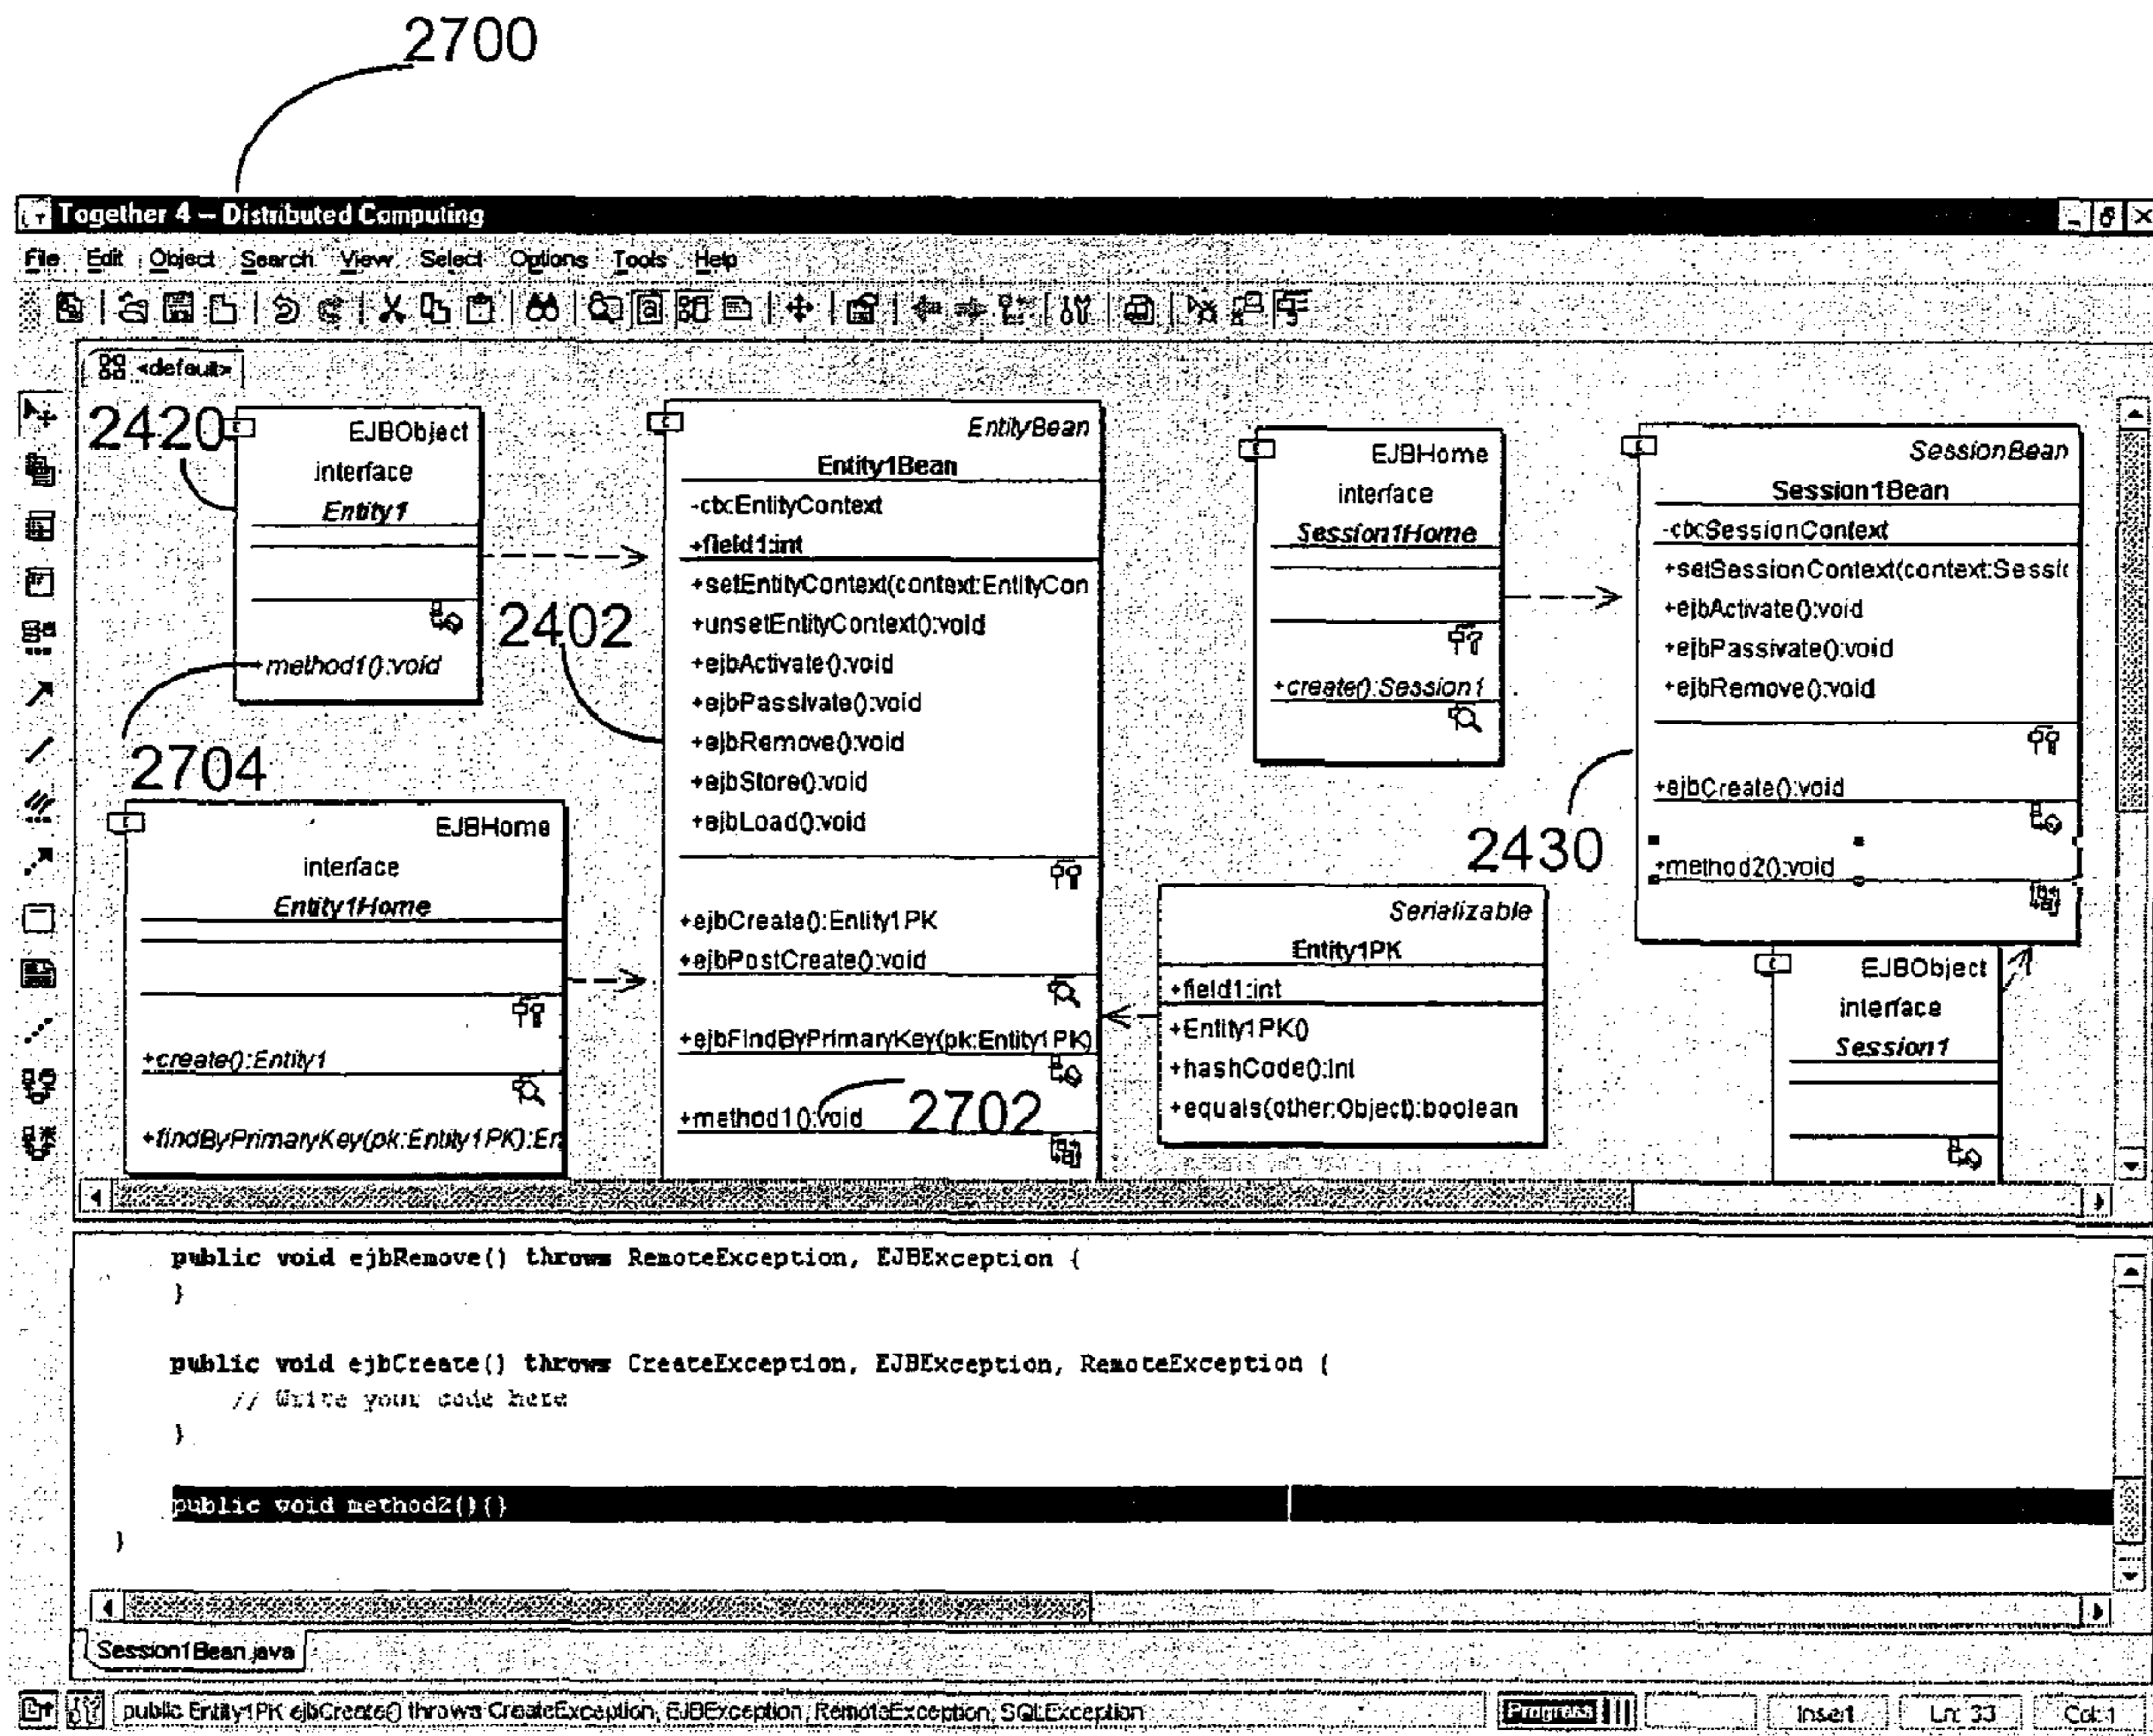 2700
Together 4 – Distributed Computing
File Edit Object Search View Select Options Tools Help
<default>
2420
EJBObject
interface
Entity1
+method1():void
2704
EJBHome
interface
Entity1Home
+create():Entity1
+findByPrimaryKey(pk:Entity1PK):En
2402
EntityBean
Entity1Bean
-ctx:EntityContext
+field1:int
+setEntityContext(context:EntityCon
+unsetEntityContext():void
+ejbActivate():void
+ejbPassivate():void
+ejbRemove():void
+ejbStore():void
+ejbLoad():void
+ejbCreate():Entity1PK
+ejbPostCreate():void
+ejbFindByPrimaryKey(pk:Entity1PK)
+method1():void
2702
EJBHome
interface
Session1Home
+create():Session1
Serializable
Entity1PK
+field1:int
+Entity1PK()
+hashCode():int
+equals(other:Object):boolean
2430
SessionBean
Session1Bean
-ctx:SessionContext
+setSessionContext(context:Sessic
+ejbActivate():void
+ejbPassivate():void
+ejbRemove():void
+ejbCreate():void
+method2():void
EJBObject
interface
Session1
public void ejbRemove() throws RemoteException, EJBException {
}
public void ejbCreate() throws CreateException, EJBException, RemoteException {
// Write your code here
}
public void method2(){}
}
Session1Bean.java
public Entity1PK ejbCreate() throws CreateException, EJBException, RemoteException, SQLException
Progress
Insert
Ln: 33
Col:1